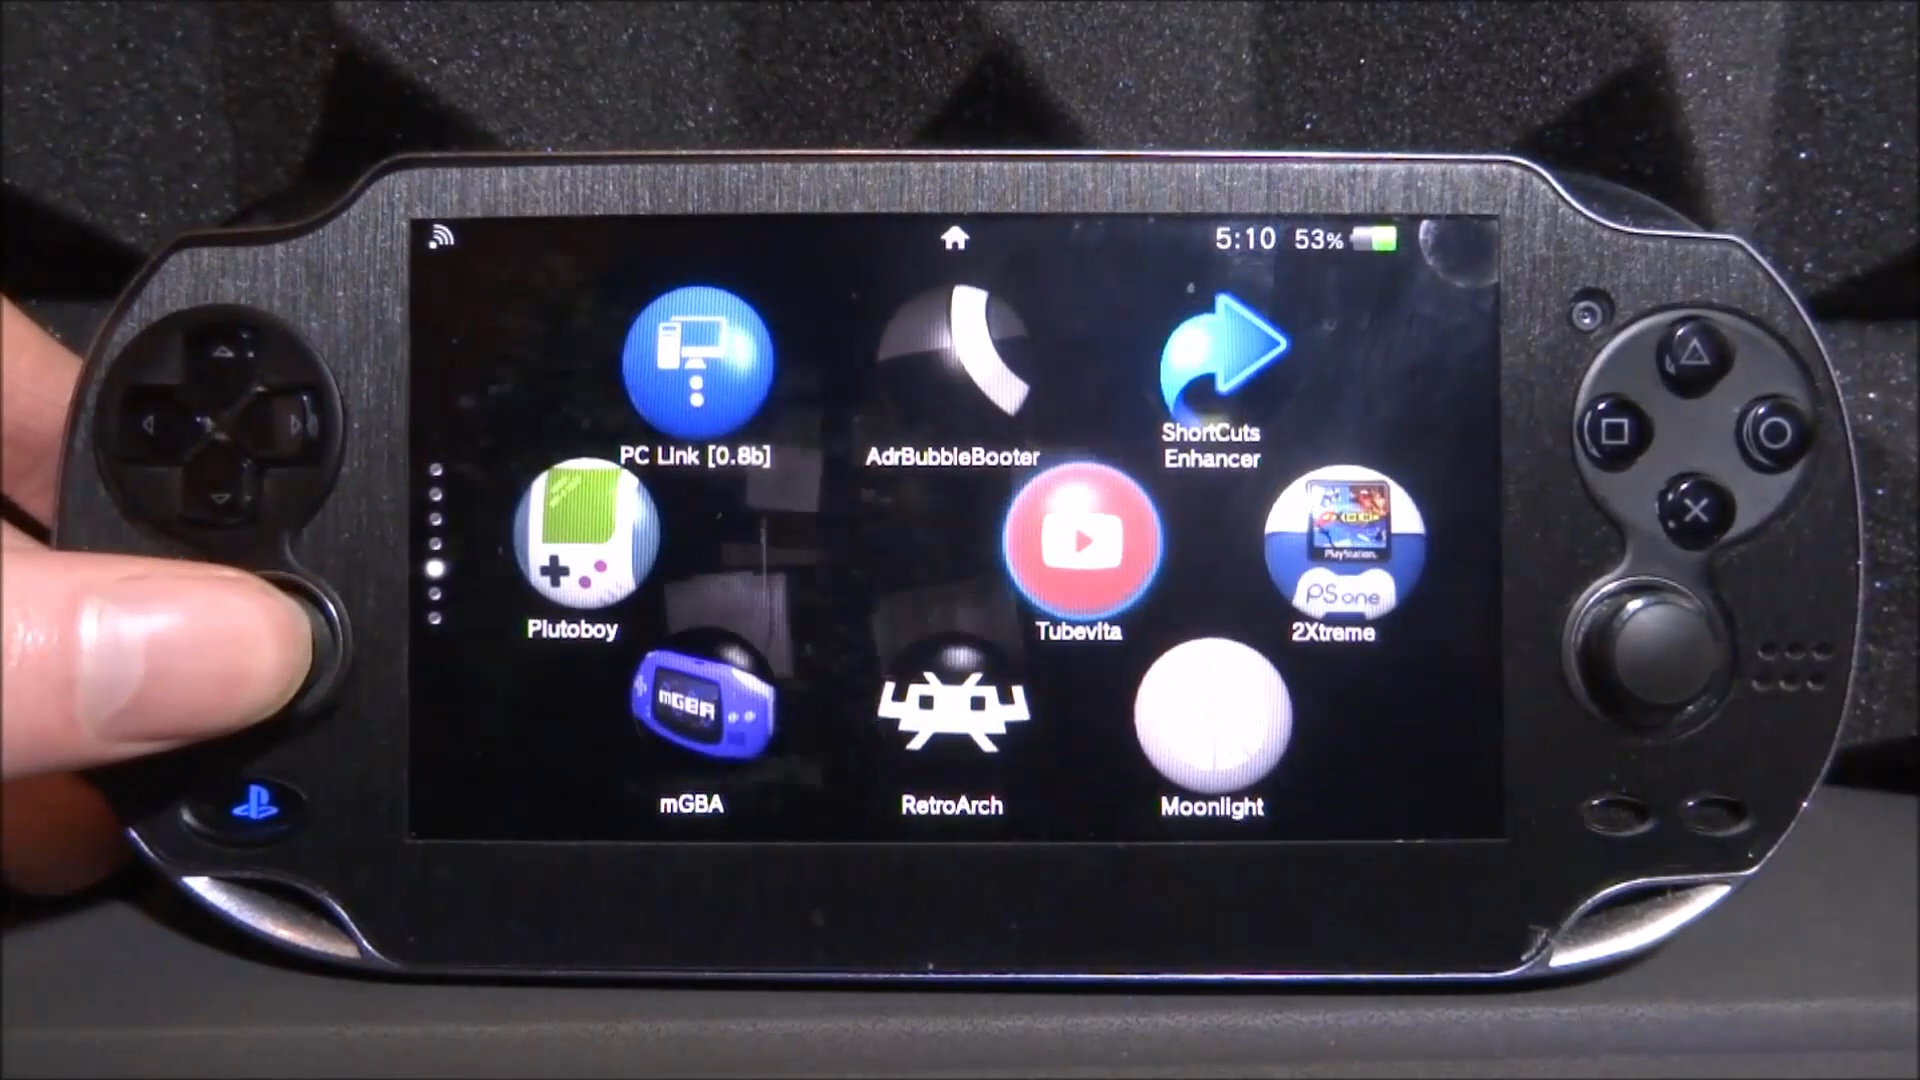 5:10 53%
PC Link [0.8b]
AdrBubbleBooter
ShortCuts
Enhancer
Plutoboy
Tubevita
PlayStation.
PS one
2Xtreme
mGBA
mGBA
RetroArch
Moonlight